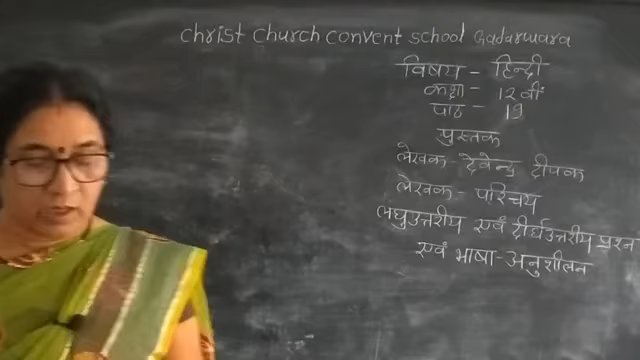 christ church convent school Gadarwara
विषय - हिन्दी
कक्षा - 12वीं
पाठ - 19
पुस्तक
लेखक - देवेन्द्र दीपक
लेखक - परिचय
लघुउत्तरीय एवं दीर्घउत्तरीय प्रश्न
एवं भाषा - अनुशीलन